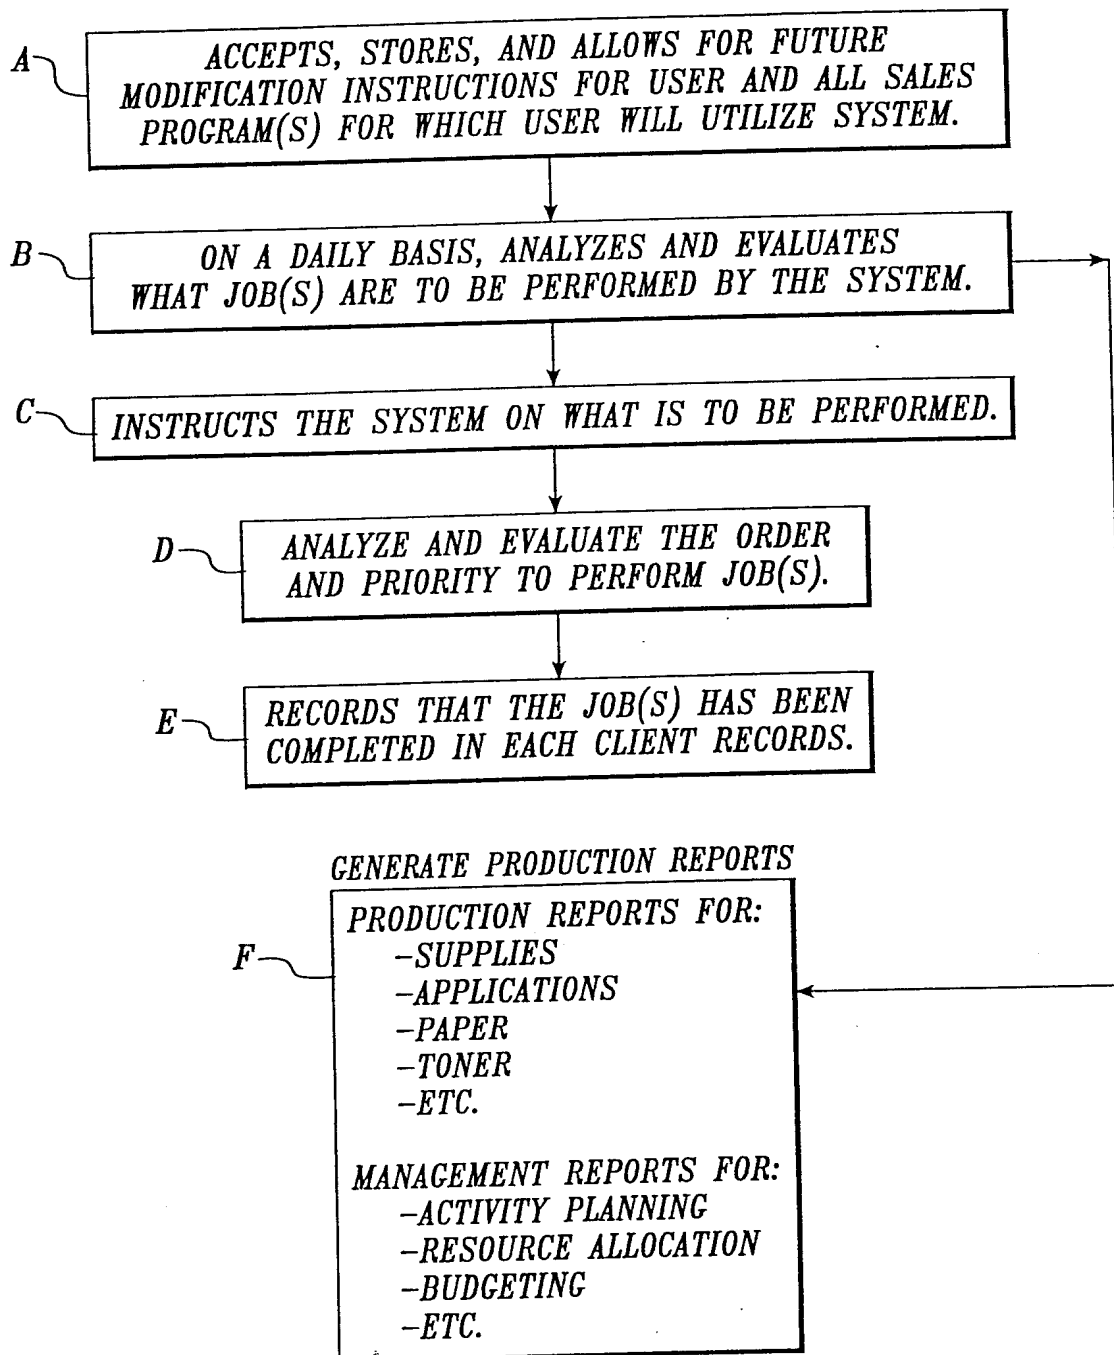 A
ACCEPTS, STORES, AND ALLOWS FOR FUTURE
MODIFICATION INSTRUCTIONS FOR USER AND ALL SALES
PROGRAM(S) FOR WHICH USER WILL UTILIZE SYSTEM.
B
ON A DAILY BASIS, ANALYZES AND EVALUATES
WHAT JOB(S) ARE TO BE PERFORMED BY THE SYSTEM.
C
INSTRUCTS THE SYSTEM ON WHAT IS TO BE PERFORMED.
D
ANALYZE AND EVALUATE THE ORDER
AND PRIORITY TO PERFORM JOB(S).
E
RECORDS THAT THE JOB(S) HAS BEEN
COMPLETED IN EACH CLIENT RECORDS.
GENERATE PRODUCTION REPORTS
F
PRODUCTION REPORTS FOR:
-SUPPLIES
-APPLICATIONS
-PAPER
-TONER
-ETC.
MANAGEMENT REPORTS FOR:
-ACTIVITY PLANNING
-RESOURCE ALLOCATION
-BUDGETING
-ETC.